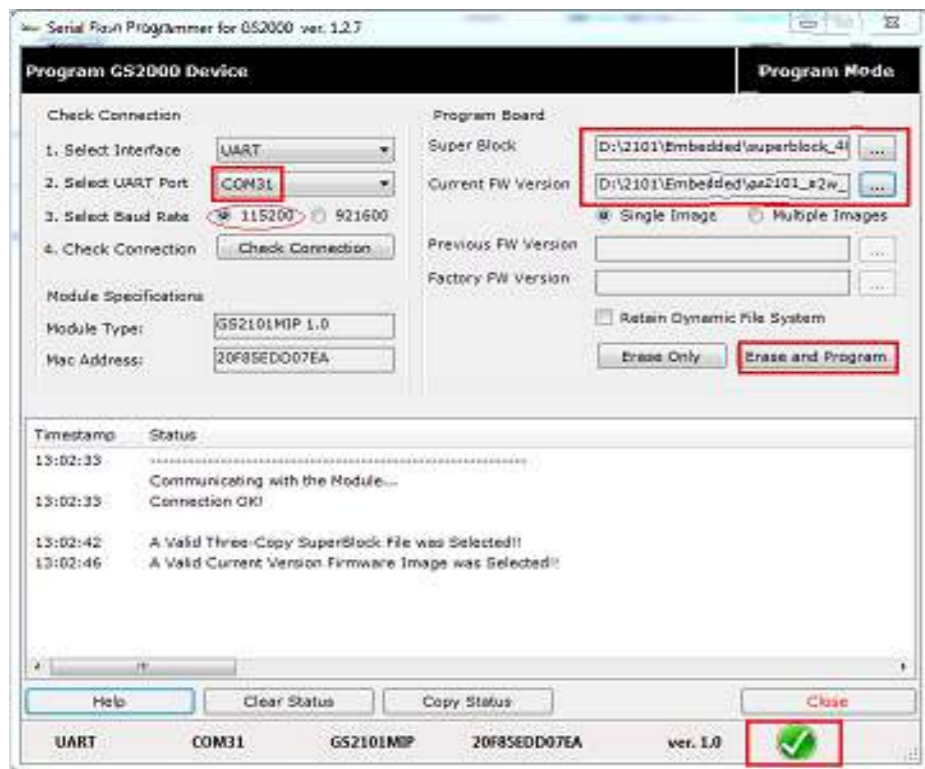 Serial Flash Programmer for GS2000 ver. 1.2.7
Program GS2000 Device
Program Mode
Check Connection
1. Select Interface UART
2. Select UART Port COM31
3. Select Baud Rate 115200 921600
4. Check Connection Check Connection
Module Specifications
Module Type: GS2101MIP 1.0
Mac Address: 20F85EDD07EA
Program Board
Super Block D:\2101\Embedded\superblock_4 ...
Current FW Version D:\2101\Embedded\gs2101_s2w_ ...
Single Image Multiple Images
Previous FW Version ...
Factory FW Version ...
Retain Dynamic File System
Erase Only Erase and Program
Timestamp Status
13:02:33 ------------------------------------------------------------
Communicating with the Module...
13:02:33 Connection OK!
13:02:42 A Valid Three-Copy SuperBlock File was Selected!!
13:02:46 A Valid Current Version Firmware Image was Selected!!
Help Clear Status Copy Status Close
UART COM31 GS2101MIP 20F85EDD07EA ver. 1.0